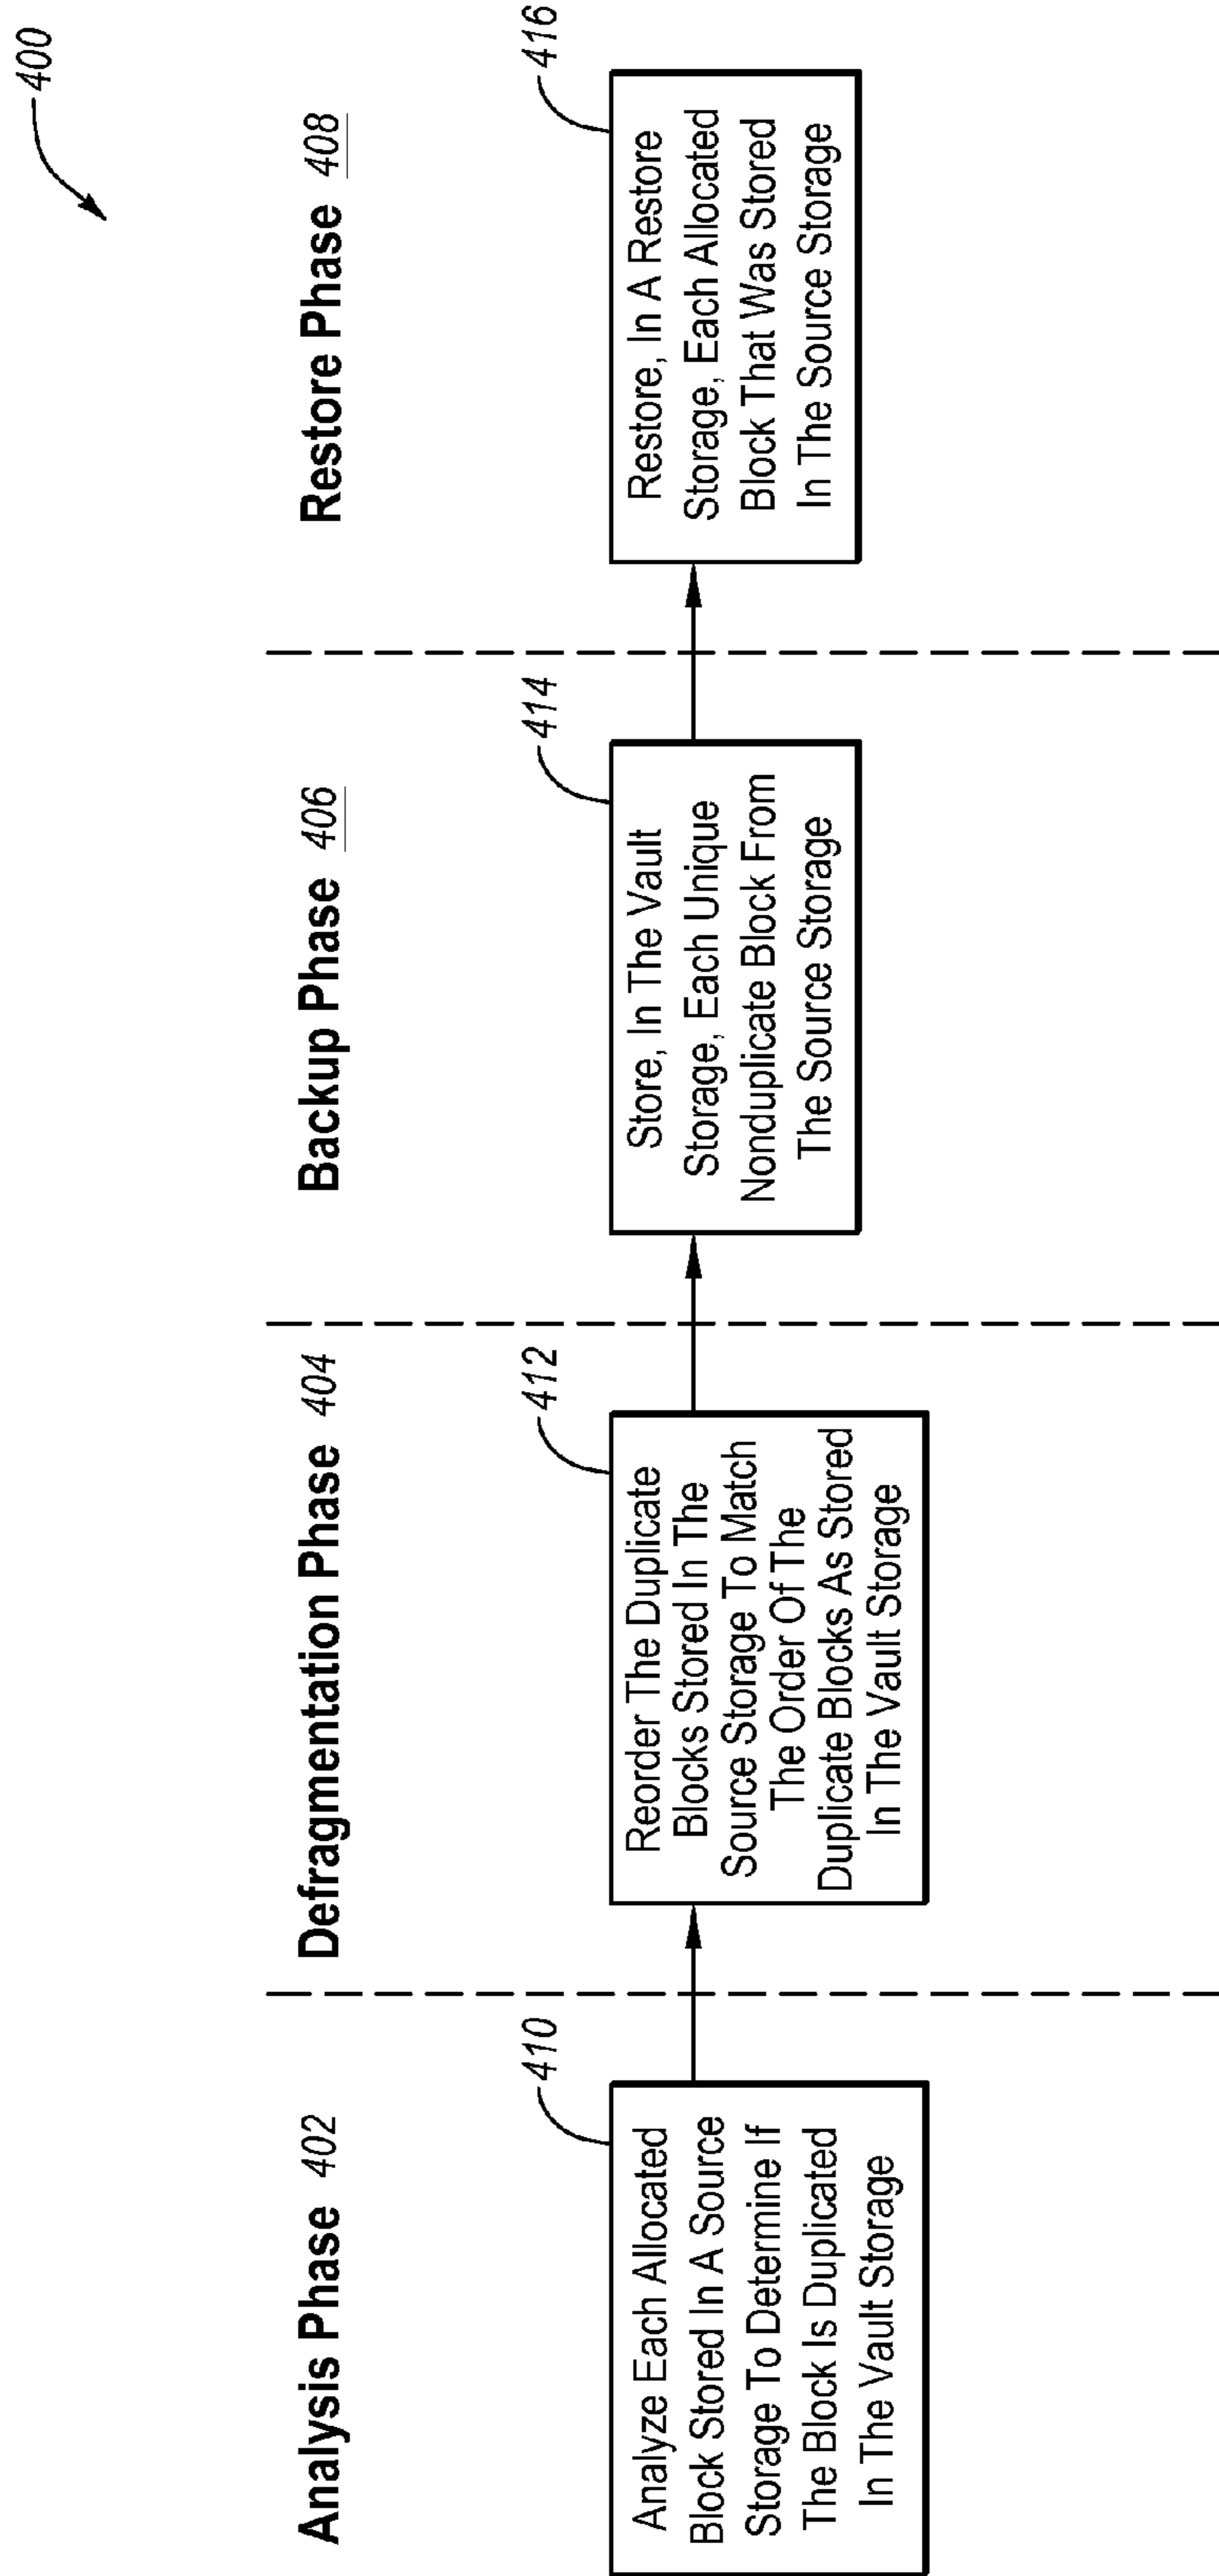 400
Analysis Phase 402
Defragmentation Phase 404
Backup Phase 406
Restore Phase 408
410
Analyze Each Allocated
Block Stored In A Source
Storage To Determine If
The Block Is Duplicated
In The Vault Storage
412
Reorder The Duplicate
Blocks Stored In The
Source Storage To Match
The Order Of The
Duplicate Blocks As Stored
In The Vault Storage
414
Store, In The Vault
Storage, Each Unique
Nonduplicate Block From
The Source Storage
416
Restore, In A Restore
Storage, Each Allocated
Block That Was Stored
In The Source Storage